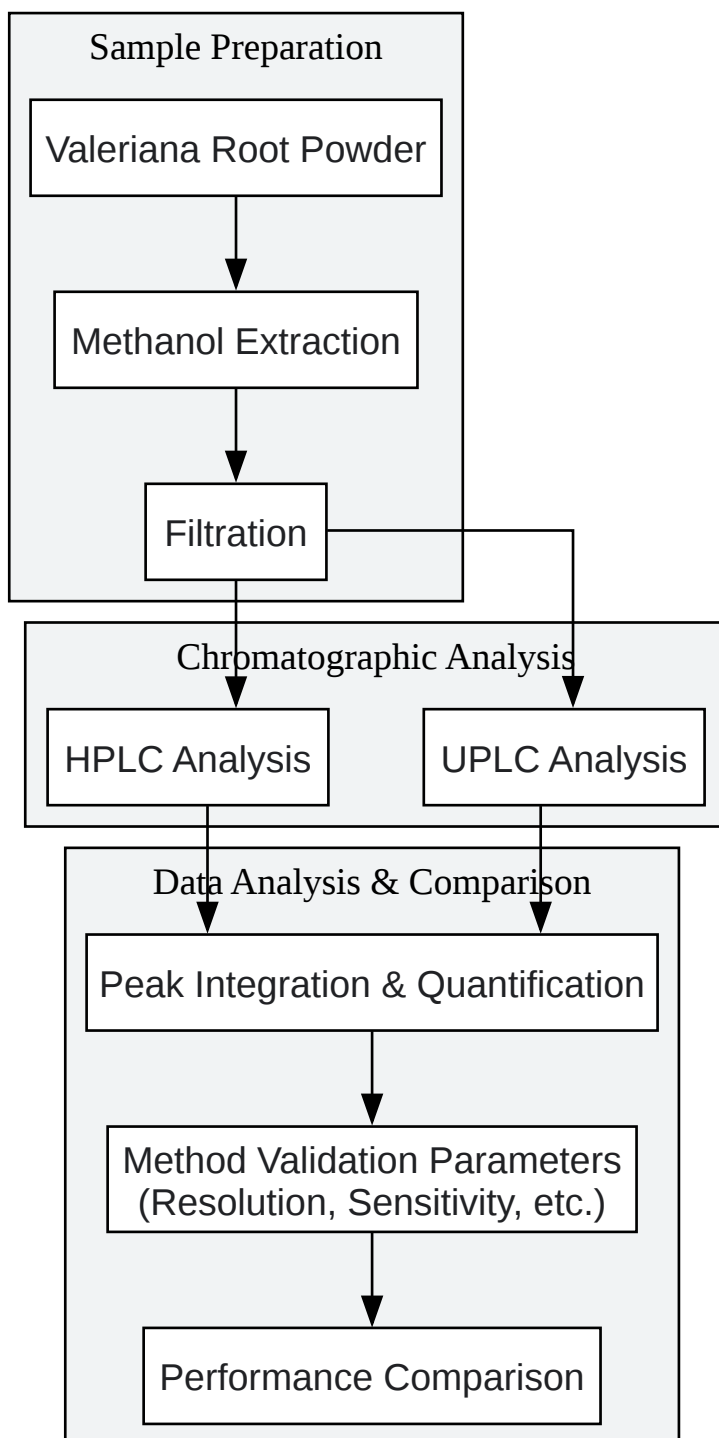 Sample Preparation
Valeriana Root Powder
Methanol Extraction
Filtration
Chromatographic Analysis
HPLC Analysis
UPLC Analysis
Data Analysis & Comparison
Peak Integration & Quantification
Method Validation Parameters
(Resolution, Sensitivity, etc.)
Performance Comparison